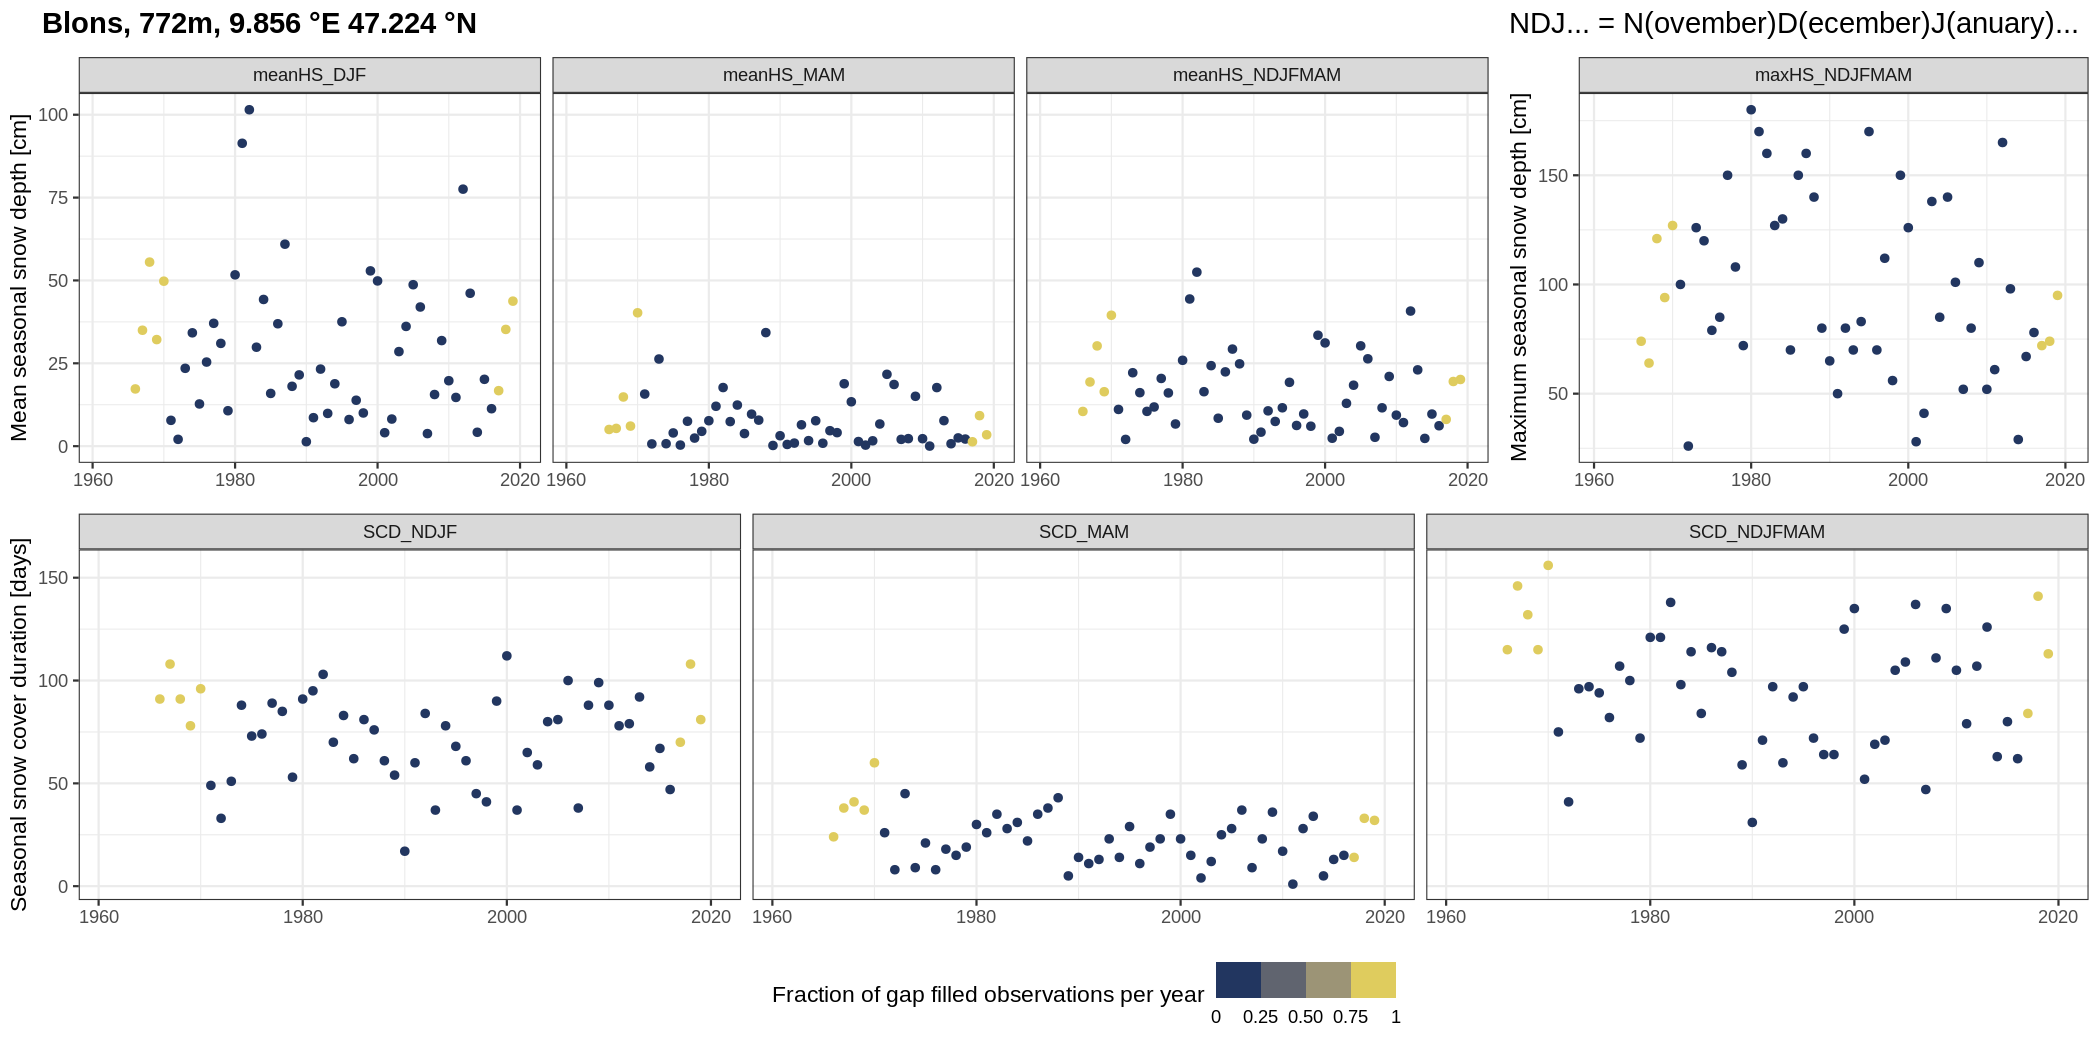 Blons, 772m, 9.856 °E 47.224 °N
NDJ... = N(ovember)D(ecember)J(anuary)...
meanHS_DJF
meanHS_MAM
meanHS_NDJFMAM
maxHS_NDJFMAM
Mean seasonal snow depth [cm]
100
75
50
25
0
1960 1980 2000 2020
1960 1980 2000 2020
1960 1980 2000 2020
Maximum seasonal snow depth [cm]
150
100
50
1960 1980 2000 2020
SCD_NDJF
SCD_MAM
SCD_NDJFMAM
Seasonal snow cover duration [days]
150
100
50
0
1960 1980 2000 2020
1960 1980 2000 2020
1960 1980 2000 2020
Fraction of gap filled observations per year
0 0.25 0.50 0.75 1